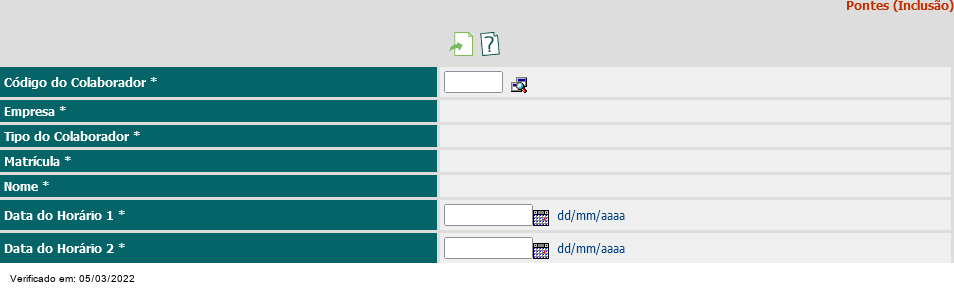 Pontes (Inclusão)
Código do Colaborador *
Empresa *
Tipo do Colaborador *
Matrícula *
Nome *
Data do Horário 1 * dd/mm/aaaa
Data do Horário 2 * dd/mm/aaaa
Verificado em: 05/03/2022